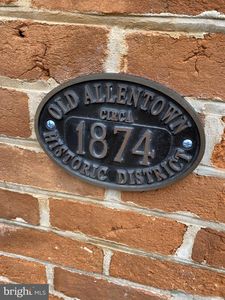 OLD ALLENTOWN
CIRCA
1874
HISTORIC DISTRICT
bright MLS